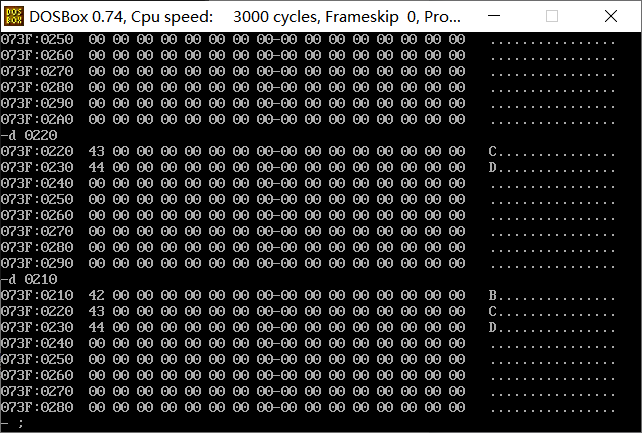 DOSBox 0.74, Cpu speed:    3000 cycles, Frameskip  0, Pro...
073F:0250  00 00 00 00 00 00 00 00-00 00 00 00 00 00 00 00   ................
073F:0260  00 00 00 00 00 00 00 00-00 00 00 00 00 00 00 00   ................
073F:0270  00 00 00 00 00 00 00 00-00 00 00 00 00 00 00 00   ................
073F:0280  00 00 00 00 00 00 00 00-00 00 00 00 00 00 00 00   ................
073F:0290  00 00 00 00 00 00 00 00-00 00 00 00 00 00 00 00   ................
073F:02A0  00 00 00 00 00 00 00 00-00 00 00 00 00 00 00 00   ................
-d 0220
073F:0220  43 00 00 00 00 00 00 00-00 00 00 00 00 00 00 00   C...............
073F:0230  44 00 00 00 00 00 00 00-00 00 00 00 00 00 00 00   D...............
073F:0240  00 00 00 00 00 00 00 00-00 00 00 00 00 00 00 00   ................
073F:0250  00 00 00 00 00 00 00 00-00 00 00 00 00 00 00 00   ................
073F:0260  00 00 00 00 00 00 00 00-00 00 00 00 00 00 00 00   ................
073F:0270  00 00 00 00 00 00 00 00-00 00 00 00 00 00 00 00   ................
073F:0280  00 00 00 00 00 00 00 00-00 00 00 00 00 00 00 00   ................
073F:0290  00 00 00 00 00 00 00 00-00 00 00 00 00 00 00 00   ................
-d 0210
073F:0210  42 00 00 00 00 00 00 00-00 00 00 00 00 00 00 00   B...............
073F:0220  43 00 00 00 00 00 00 00-00 00 00 00 00 00 00 00   C...............
073F:0230  44 00 00 00 00 00 00 00-00 00 00 00 00 00 00 00   D...............
073F:0240  00 00 00 00 00 00 00 00-00 00 00 00 00 00 00 00   ................
073F:0250  00 00 00 00 00 00 00 00-00 00 00 00 00 00 00 00   ................
073F:0260  00 00 00 00 00 00 00 00-00 00 00 00 00 00 00 00   ................
073F:0270  00 00 00 00 00 00 00 00-00 00 00 00 00 00 00 00   ................
073F:0280  00 00 00 00 00 00 00 00-00 00 00 00 00 00 00 00   ................
- ;